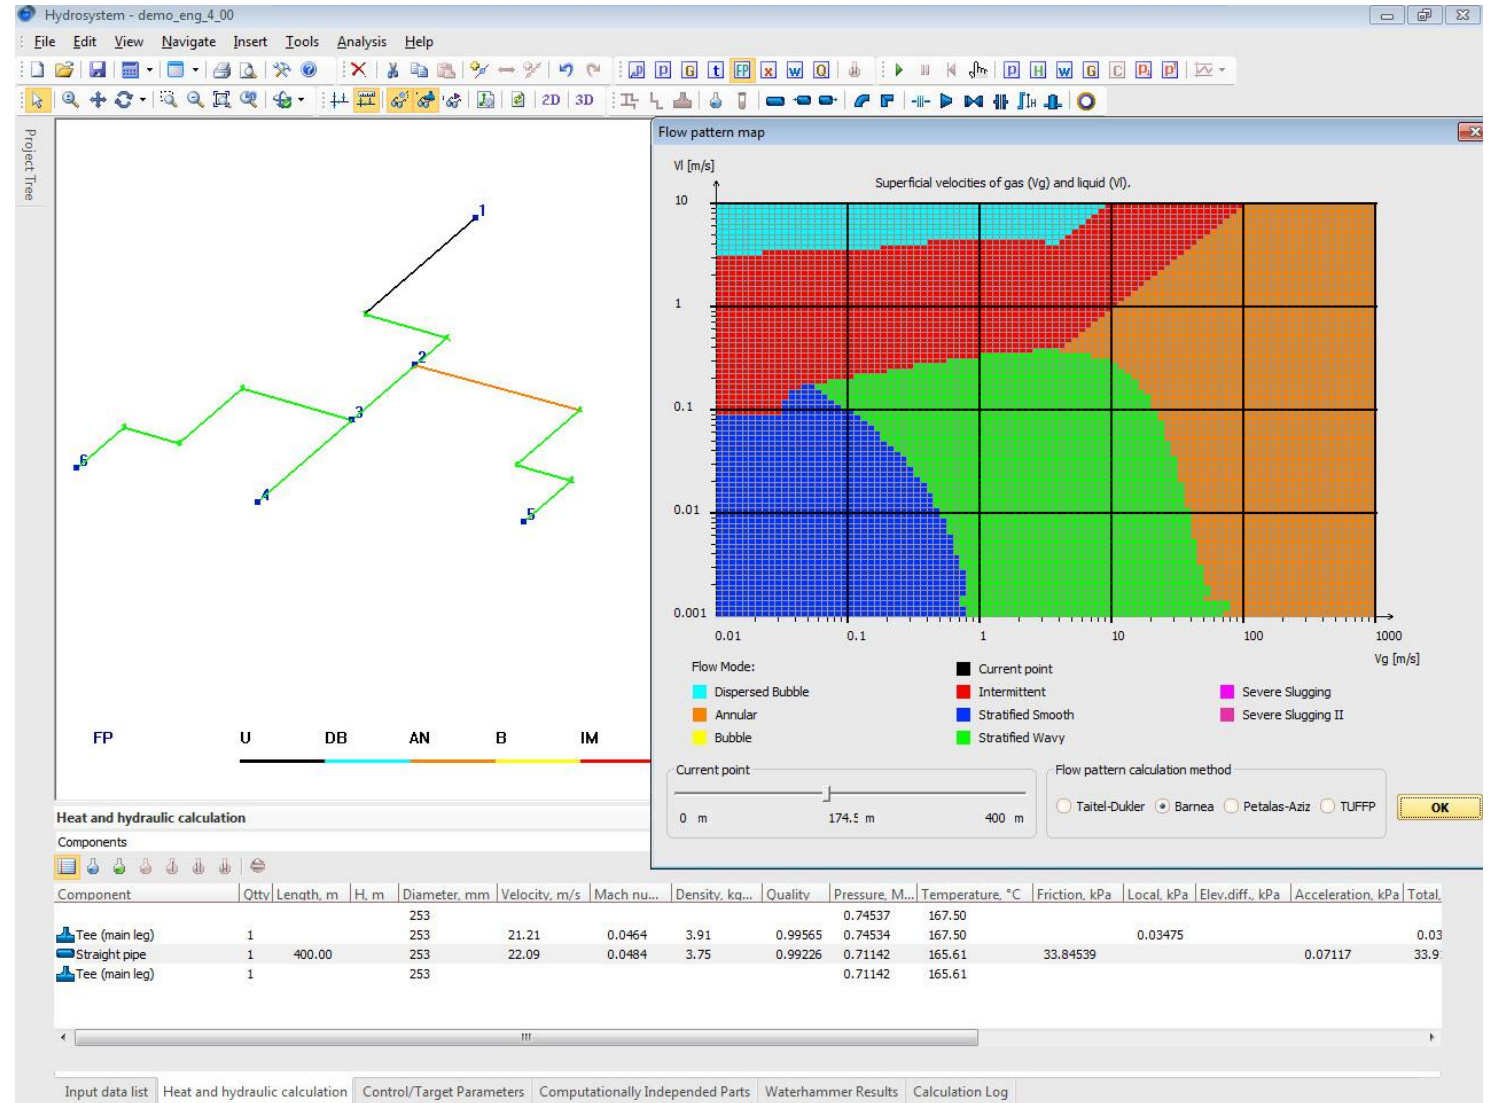 Hydrosystem - demo_eng_4_00
File Edit View Navigate Insert Tools Analysis Help
P p G t FP x w Q p H w G C P, p*
2D 3D
Project Tree
1
2
3
4
5
6
FP U DB AN B IM
Flow pattern map
Vl [m/s]
Superficial velocities of gas (Vg) and liquid (Vl).
10
1
0.1
0.01
0.001
0.01 0.1 1 10 100 1000
Vg [m/s]
Flow Mode:
Current point
Dispersed Bubble Intermittent Severe Slugging
Annular Stratified Smooth Severe Slugging II
Bubble Stratified Wavy
Current point
0 m 174.5 m 400 m
Flow pattern calculation method
Taitel-Dukler Barnea Petalas-Aziz TUFFP
OK
Heat and hydraulic calculation
Components
Component Qtty Length, m H, m Diameter, mm Velocity, m/s Mach nu... Density, kg... Quality Pressure, M... Temperature, °C Friction, kPa Local, kPa Elev.diff., kPa Acceleration, kPa Total,
253 0.74537 167.50
Tee (main leg) 1 253 21.21 0.0464 3.91 0.99565 0.74534 167.50 0.03475 0.03
Straight pipe 1 400.00 253 22.09 0.0484 3.75 0.99226 0.71142 165.61 33.84539 0.07117 33.9
Tee (main leg) 1 253 0.71142 165.61
Input data list Heat and hydraulic calculation Control/Target Parameters Computationally Independed Parts Waterhammer Results Calculation Log